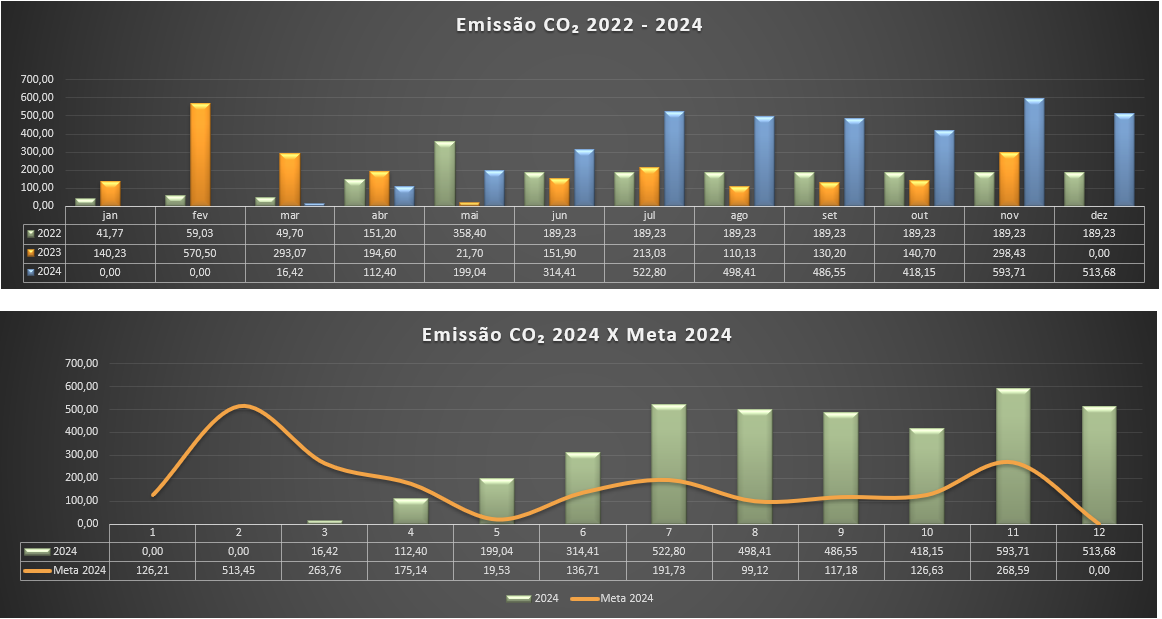 Emissão CO₂ 2022 - 2024
700,00
600,00
500,00
400,00
300,00
200,00
100,00
0,00
jan fev mar abr mai jun jul ago set out nov dez
2022 41,77 59,03 49,70 151,20 358,40 189,23 189,23 189,23 189,23 189,23 189,23 189,23
2023 140,23 570,50 293,07 194,60 21,70 151,90 213,03 110,13 130,20 140,70 298,43 0,00
2024 0,00 0,00 16,42 112,40 199,04 314,41 522,80 498,41 486,55 418,15 593,71 513,68
Emissão CO₂ 2024 X Meta 2024
700,00
600,00
500,00
400,00
300,00
200,00
100,00
0,00
1 2 3 4 5 6 7 8 9 10 11 12
2024 0,00 0,00 16,42 112,40 199,04 314,41 522,80 498,41 486,55 418,15 593,71 513,68
Meta 2024 126,21 513,45 263,76 175,14 19,53 136,71 191,73 99,12 117,18 126,63 268,59 0,00
2024 Meta 2024